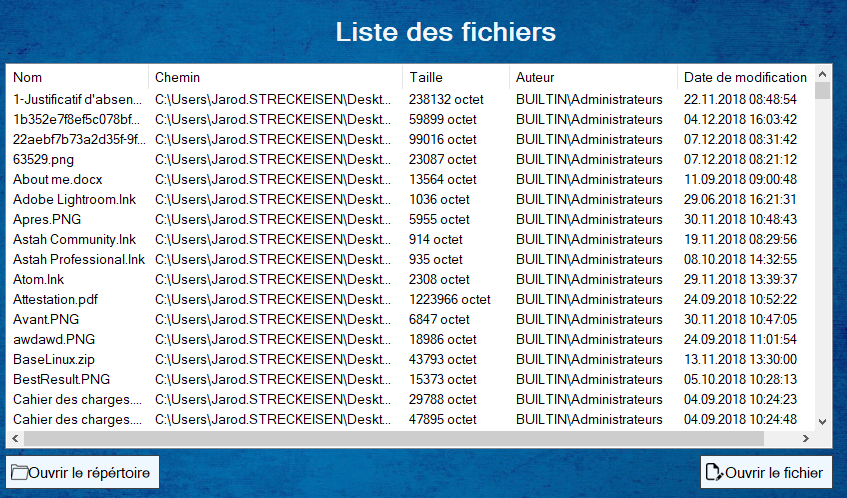 Liste des fichiers
Nom Chemin Taille Auteur Date de modification
1-Justificatif d'absen... C:\Users\Jarod.STRECKEISEN\Deskt... 238132 octet BUILTIN\Administrateurs 22.11.2018 08:48:54
1b352e7f8ef5c078bf... C:\Users\Jarod.STRECKEISEN\Deskt... 59899 octet BUILTIN\Administrateurs 04.12.2018 16:03:42
22aebf7b73a2d35f-9f... C:\Users\Jarod.STRECKEISEN\Deskt... 99016 octet BUILTIN\Administrateurs 07.12.2018 08:31:42
63529.png C:\Users\Jarod.STRECKEISEN\Deskt... 23087 octet BUILTIN\Administrateurs 07.12.2018 08:21:12
About me.docx C:\Users\Jarod.STRECKEISEN\Deskt... 13564 octet BUILTIN\Administrateurs 11.09.2018 09:00:48
Adobe Lightroom.lnk C:\Users\Jarod.STRECKEISEN\Deskt... 1036 octet BUILTIN\Administrateurs 29.06.2018 16:21:31
Apres.PNG C:\Users\Jarod.STRECKEISEN\Deskt... 5955 octet BUILTIN\Administrateurs 30.11.2018 10:48:43
Astah Community.lnk C:\Users\Jarod.STRECKEISEN\Deskt... 914 octet BUILTIN\Administrateurs 19.11.2018 08:29:56
Astah Professional.lnk C:\Users\Jarod.STRECKEISEN\Deskt... 935 octet BUILTIN\Administrateurs 08.10.2018 14:32:55
Atom.lnk C:\Users\Jarod.STRECKEISEN\Deskt... 2308 octet BUILTIN\Administrateurs 29.11.2018 13:39:37
Attestation.pdf C:\Users\Jarod.STRECKEISEN\Deskt... 1223966 octet BUILTIN\Administrateurs 24.09.2018 10:52:22
Avant.PNG C:\Users\Jarod.STRECKEISEN\Deskt... 6847 octet BUILTIN\Administrateurs 30.11.2018 10:47:05
awdawd.PNG C:\Users\Jarod.STRECKEISEN\Deskt... 18986 octet BUILTIN\Administrateurs 24.09.2018 11:01:54
BaseLinux.zip C:\Users\Jarod.STRECKEISEN\Deskt... 43793 octet BUILTIN\Administrateurs 13.11.2018 13:30:00
BestResult.PNG C:\Users\Jarod.STRECKEISEN\Deskt... 15373 octet BUILTIN\Administrateurs 05.10.2018 10:28:13
Cahier des charges.... C:\Users\Jarod.STRECKEISEN\Deskt... 29788 octet BUILTIN\Administrateurs 04.09.2018 10:24:23
Cahier des charges.... C:\Users\Jarod.STRECKEISEN\Deskt... 47895 octet BUILTIN\Administrateurs 04.09.2018 10:24:48
Ouvrir le répértoire Ouvrir le fichier